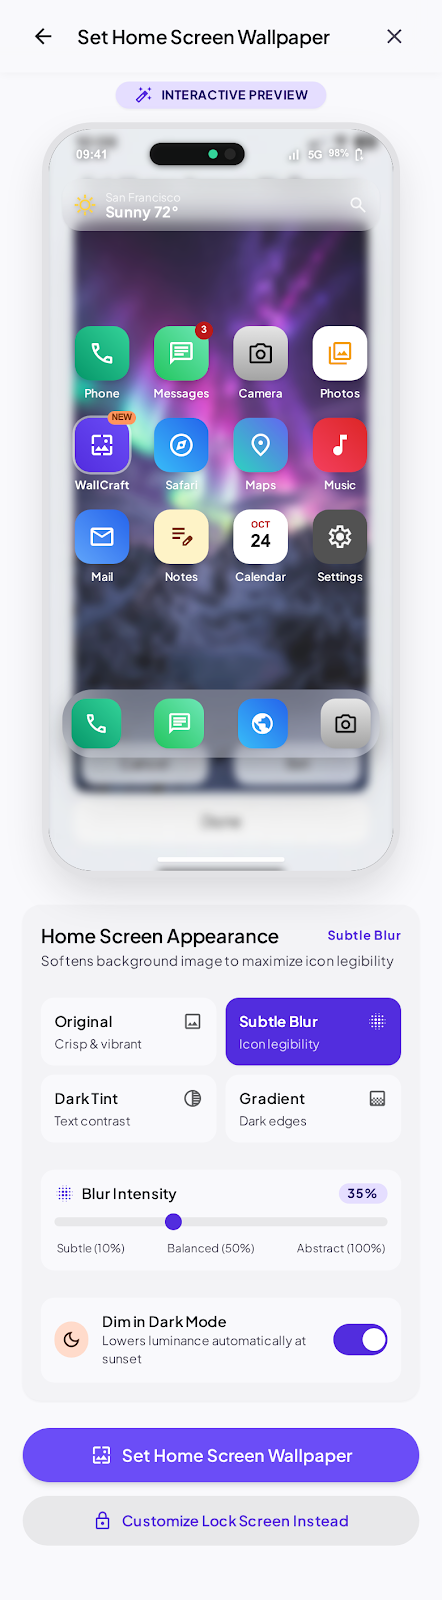 Set Home Screen Wallpaper
INTERACTIVE PREVIEW
09:41
5G 98%
San Francisco
Sunny 72°
3
Phone
Messages
Camera
Photos
NEW
WallCraft
Safari
Maps
Music
OCT
24
Mail
Notes
Calendar
Settings
Done
Home Screen Appearance
Subtle Blur
Softens background image to maximize icon legibility
Original
Crisp & vibrant
Subtle Blur
Icon legibility
Dark Tint
Text contrast
Gradient
Dark edges
Blur Intensity
35%
Subtle (10%)
Balanced (50%)
Abstract (100%)
Dim in Dark Mode
Lowers luminance automatically at
sunset
Set Home Screen Wallpaper
Customize Lock Screen Instead